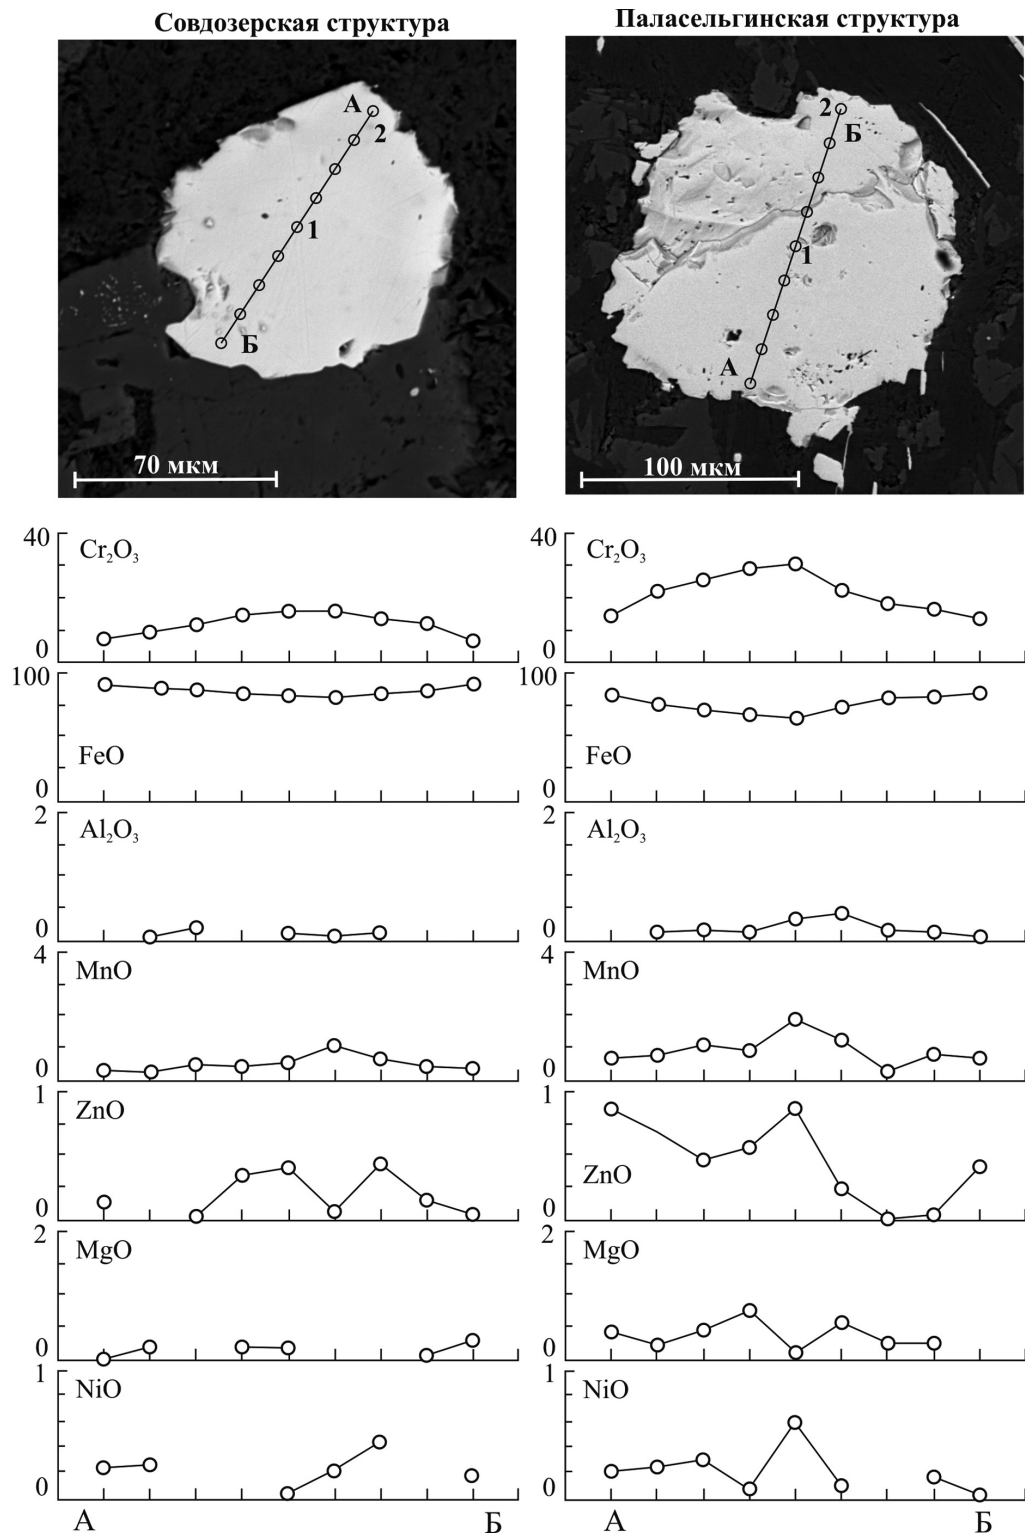 Совдозерская структура
А
2
1
Б
70 мкм
Паласельгинская структура
2
Б
1
А
100 мкм
40
Cr₂O₃
0
100
FeO
0
2
Al₂O₃
0
4
MnO
0
1
ZnO
0
2
MgO
0
1
NiO
0
А
Б
40
Cr₂O₃
0
100
FeO
0
2
Al₂O₃
0
4
MnO
0
1
ZnO
0
2
MgO
0
1
NiO
0
А
Б